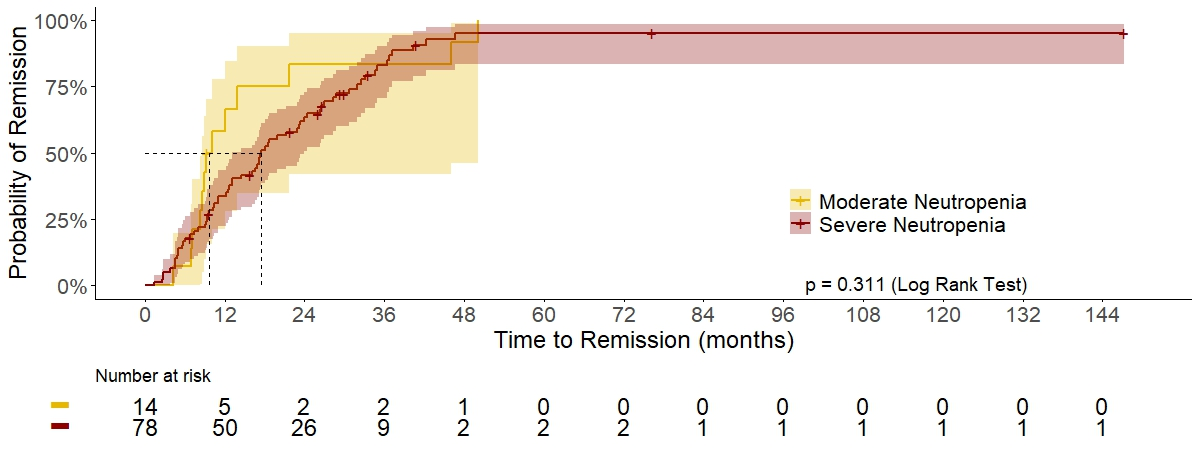 100%
75%
50%
25%
0%
Probability of Remission
Moderate Neutropenia
Severe Neutropenia
p = 0.311 (Log Rank Test)
0 12 24 36 48 60 72 84 96 108 120 132 144
Time to Remission (months)
Number at risk
14 5 2 2 1 0 0 0 0 0 0 0 0
78 50 26 9 2 2 2 1 1 1 1 1 1